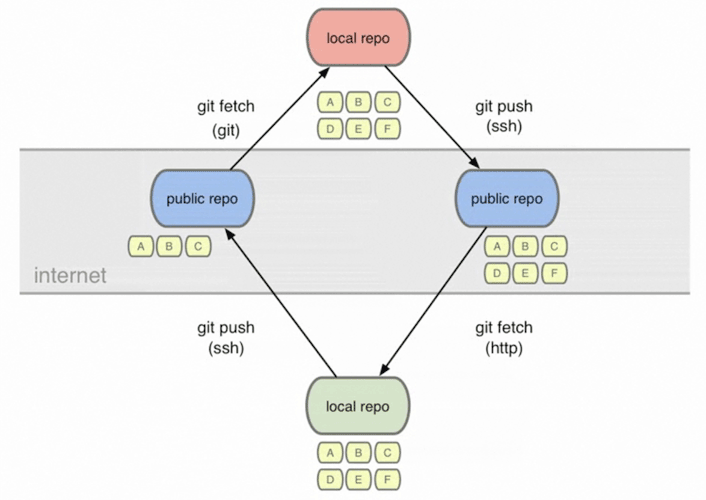 local repo
git fetch
(git)
A B C
D E F
git push
(ssh)
public repo
public repo
A B C
A B C
D E F
internet
git push
(ssh)
git fetch
(http)
local repo
A B C
D E F